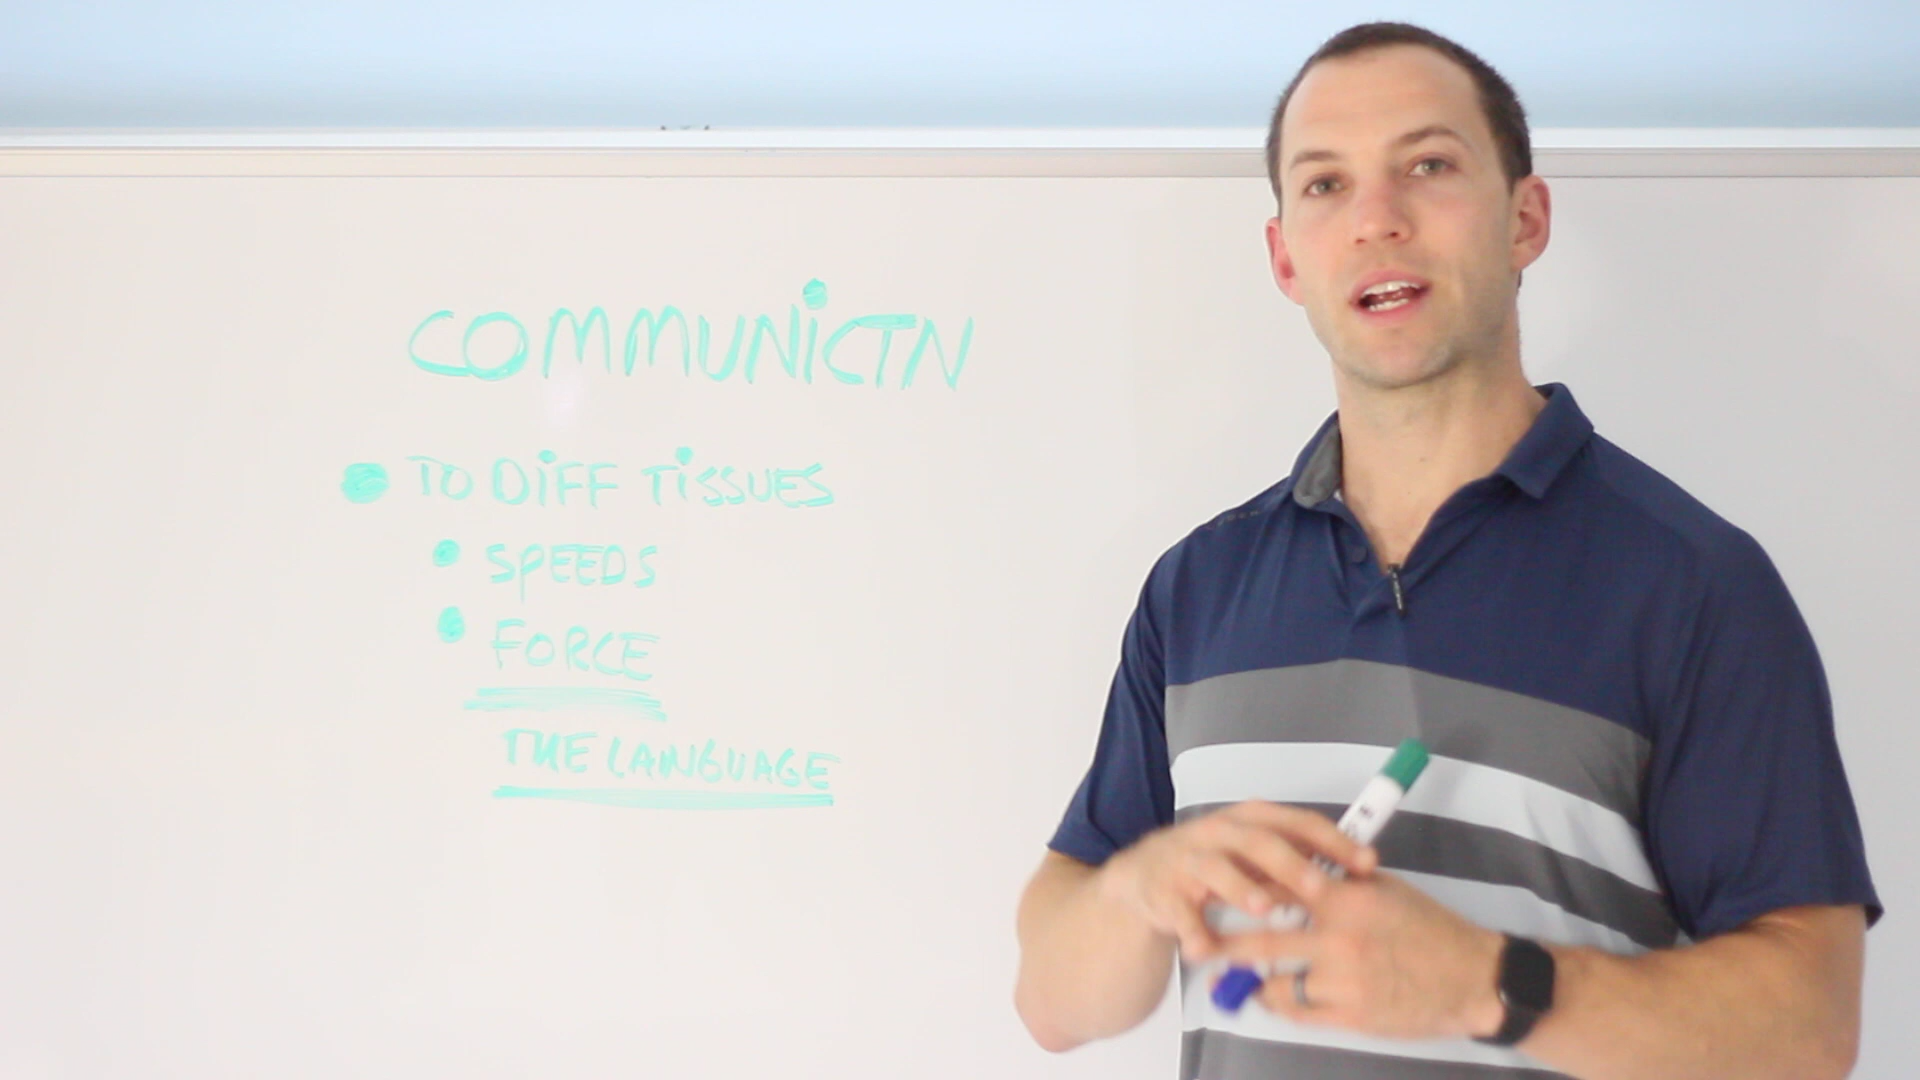 COMMUNiCTN
• TO DiFF TiSSUES
• SPEEDS
• FORCE
THE LANGUAGE